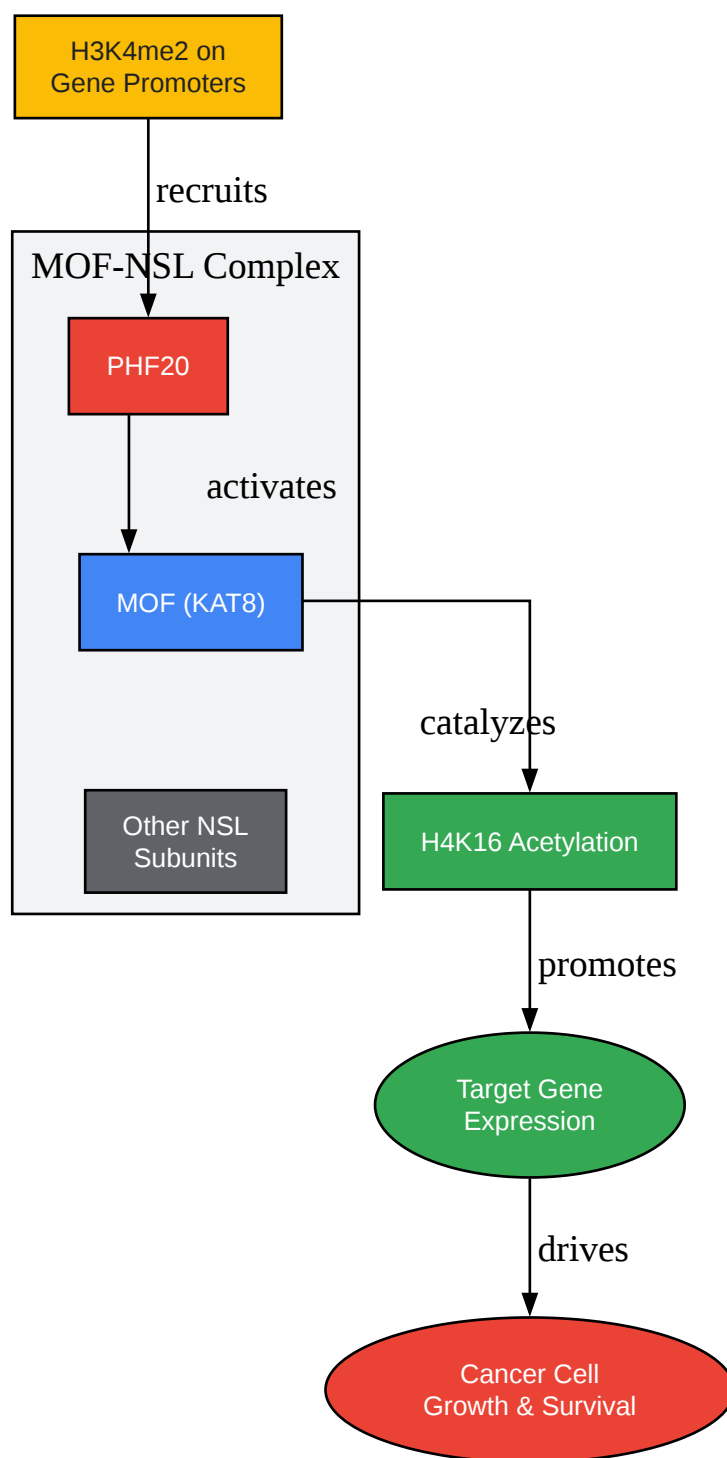 H3K4me2 on
Gene Promoters
recruits
MOF-NSL Complex
PHF20
activates
MOF (KAT8)
catalyzes
Other NSL
Subunits
H4K16 Acetylation
promotes
Target Gene
Expression
drives
Cancer Cell
Growth & Survival